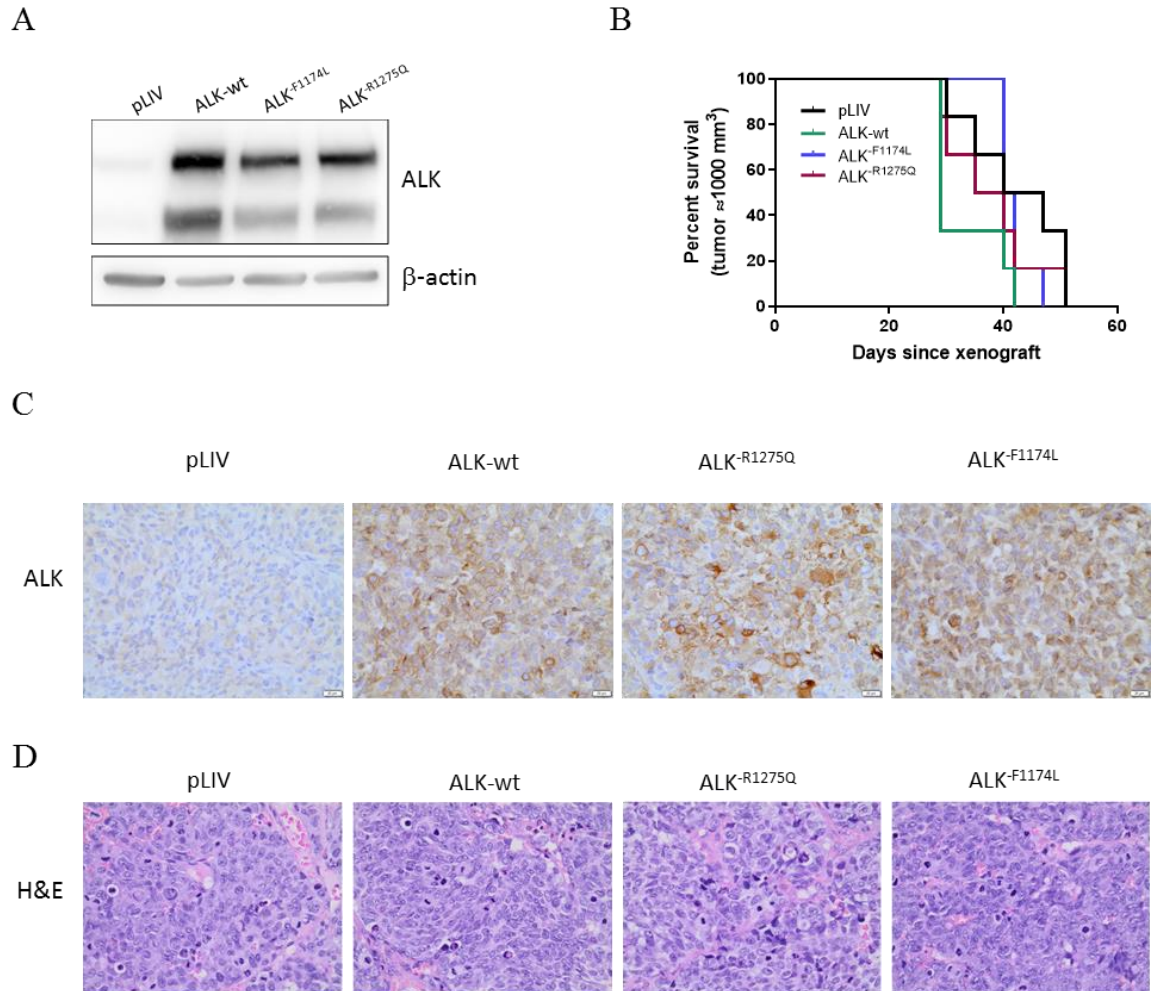 A
pLIV ALK-wt ALK-F1174L ALK-R1275Q
ALK
β-actin
B
Percent survival
(tumor ≈1000 mm3)
100
80
60
40
20
0
pLIV
ALK-wt
ALK-F1174L
ALK-R1275Q
0 20 40 60
Days since xenograft
C
pLIV ALK-wt ALK-R1275Q ALK-F1174L
ALK
D
pLIV ALK-wt ALK-R1275Q ALK-F1174L
H&E